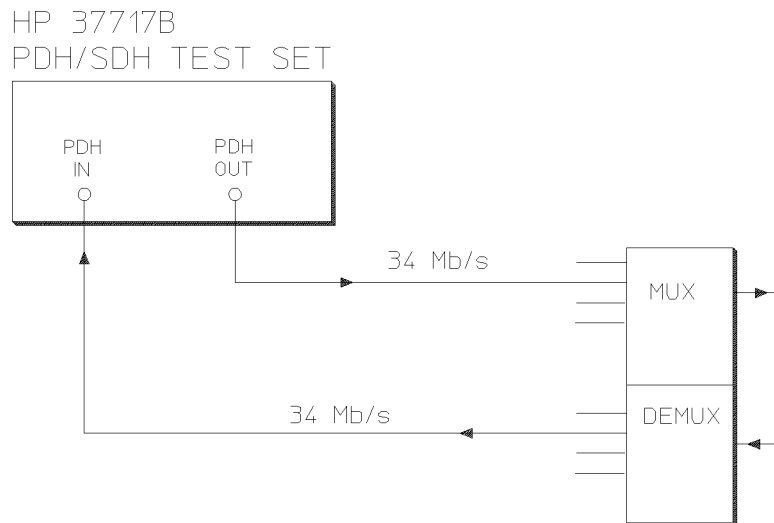 HP 37717B
PDH/SDH TEST SET
PDH
IN
PDH
OUT
34 Mb/s
MUX
34 Mb/s
DEMUX